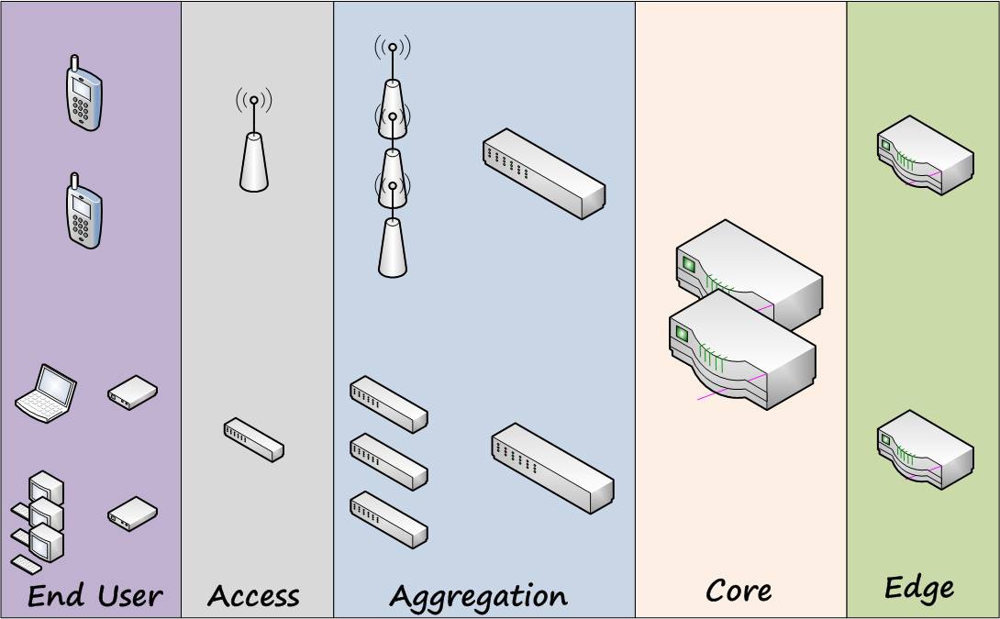 End User
Access
Aggregation
Core
Edge